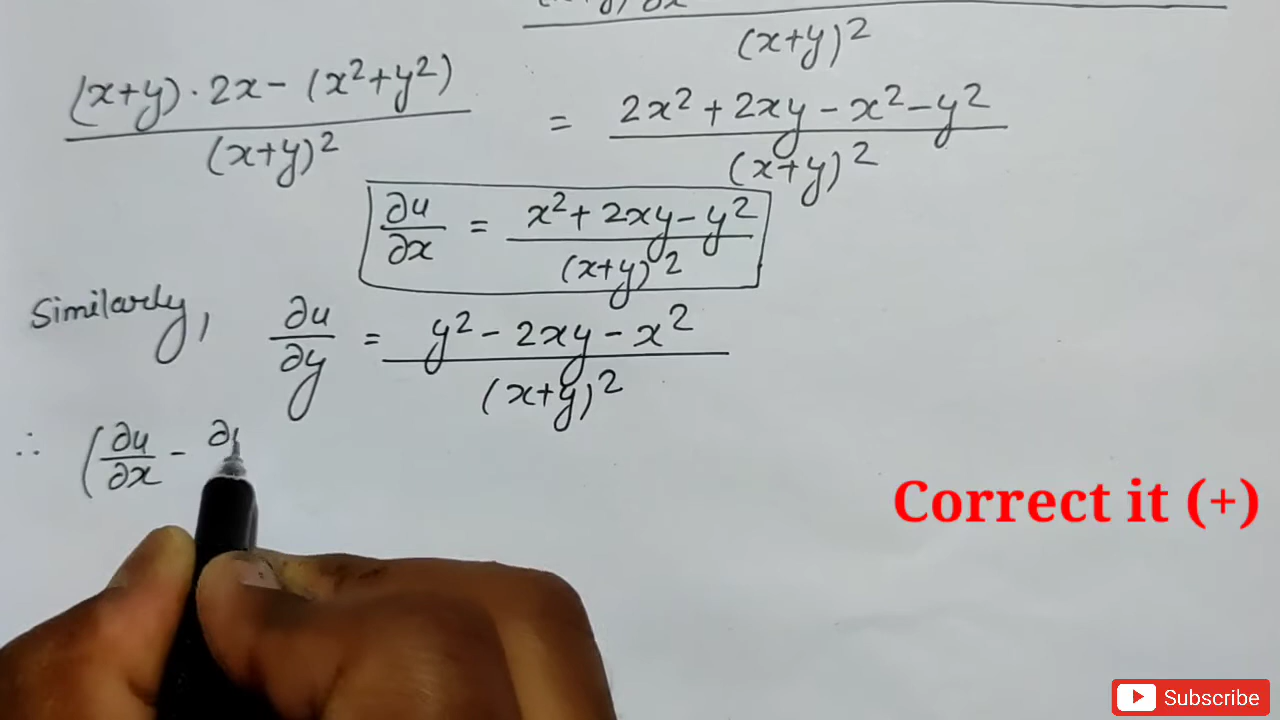 (x+y)²
(x+y)·2x-(x²+y²) / (x+y)² = 2x²+2xy-x²-y² / (x+y)²
∂u/∂x = x²+2xy-y² / (x+y)²
Similarly, ∂u/∂y = y²-2xy-x² / (x+y)²
∴ (∂u/∂x - ∂
Correct it (+)
Subscribe